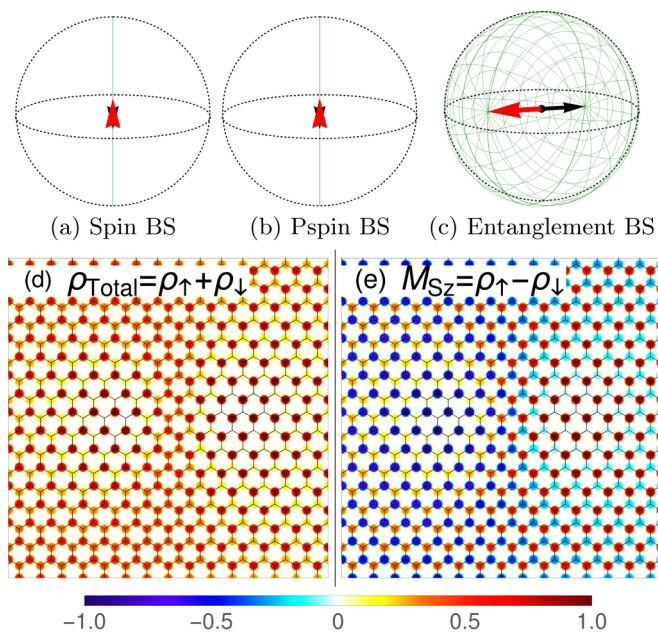 (a) Spin BS (b) Pspin BS (c) Entanglement BS
(d) ρTotal=ρ↑+ρ↓ (e) MSz=ρ↑−ρ↓
−1.0 −0.5 0 0.5 1.0